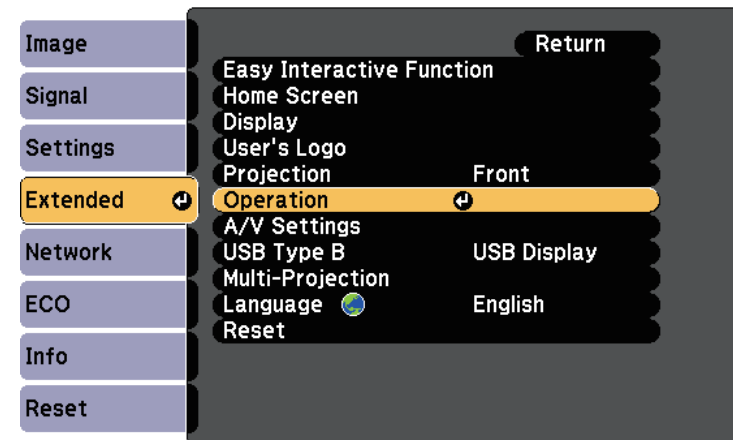 Image
Signal
Settings
Extended
Network
ECO
Info
Reset
Return
Easy Interactive Function
Home Screen
Display
User's Logo
Projection Front
Operation
A/V Settings
USB Type B USB Display
Multi-Projection
Language English
Reset